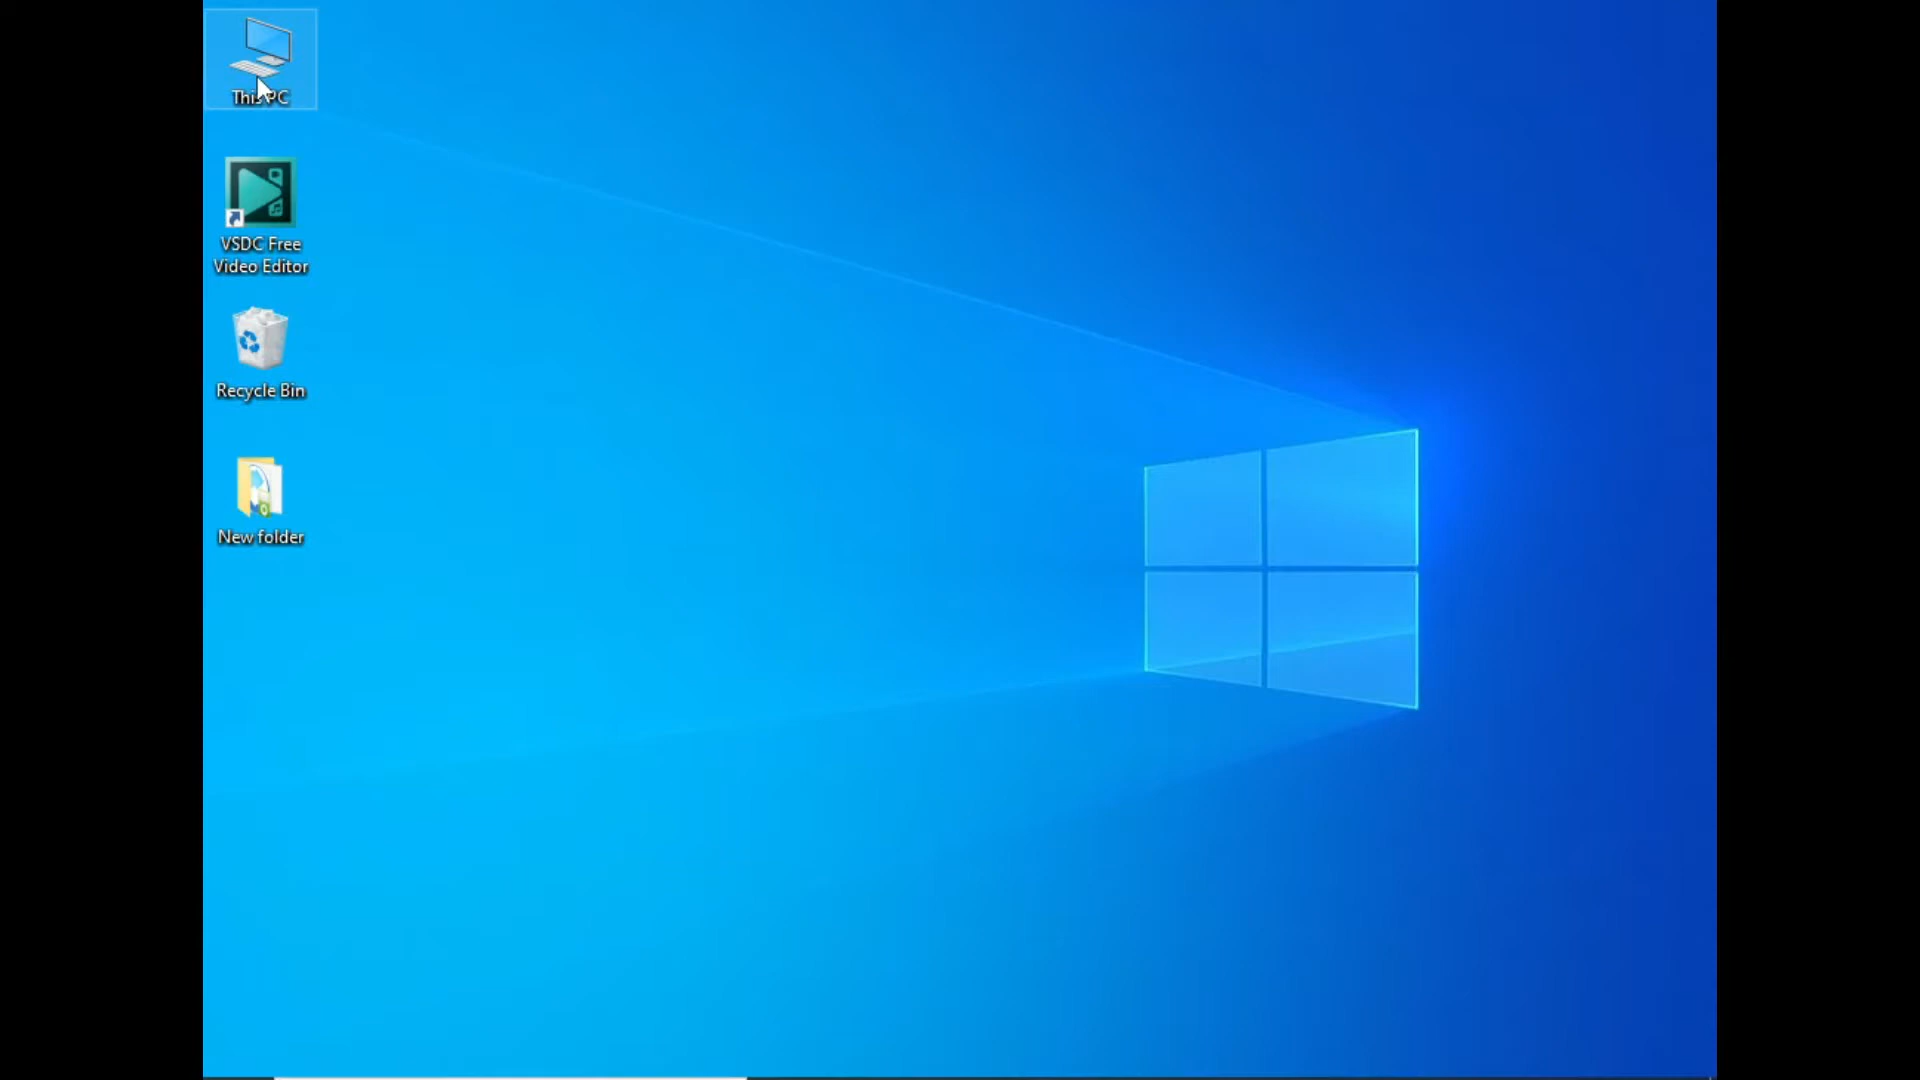 This PC
VSDC Free
Video Editor
Recycle Bin
New folder